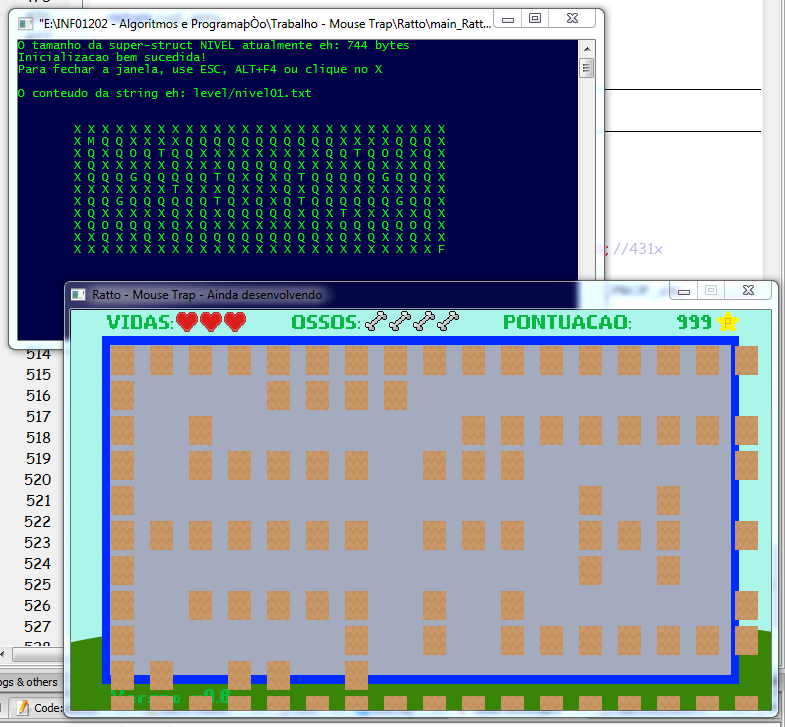 "E:\INF01202 - Algoritmos e ProgramaþÒo\Trabalho - Mouse Trap\Ratto\main_Ratt...
O tamanho da super-struct NIVEL atualmente eh: 744 bytes
Inicializacao bem sucedida!
Para fechar a janela, use ESC, ALT+F4 ou clique no X
O conteudo da string eh: level/nivel01.txt
X X X X X X X X X X X X X X X X X X X X X X X X X X X
X M Q Q X X X X Q Q Q Q Q Q Q Q Q Q Q X X X X Q Q Q X
X Q X Q O Q T Q Q X X X X X X X X X Q Q T Q O Q X Q X
X Q X X X X X Q X X X Q Q Q Q Q X X X Q X X X X X Q X
X Q Q Q G Q Q Q Q Q T Q X Q X Q T Q Q Q Q Q G Q Q Q X
X X X X X X X T X X X Q X X X Q X X X Q X X X X X X X
X Q Q G Q Q Q Q Q Q T Q X Q X Q T Q Q Q Q Q Q G Q Q X
X Q X X X X X Q X Q X Q Q Q Q Q X Q X T X X X X X Q X
X Q O Q Q Q X Q X Q X X X X X X X Q X Q X Q Q Q O Q X
X X Q X X Q X Q Q Q Q Q Q Q Q Q Q Q Q Q X Q X X Q X X
X X X X X X X X X X X X X X X X X X X X X X X X X X F
; //431x
Ratto - Mouse Trap - Ainda desenvolvendo
VIDAS: OSSOS: PONTUACAO: 999
514
515
516
517
518
519
520
521
522
523
524
525
526
527
ogs & others
Code: